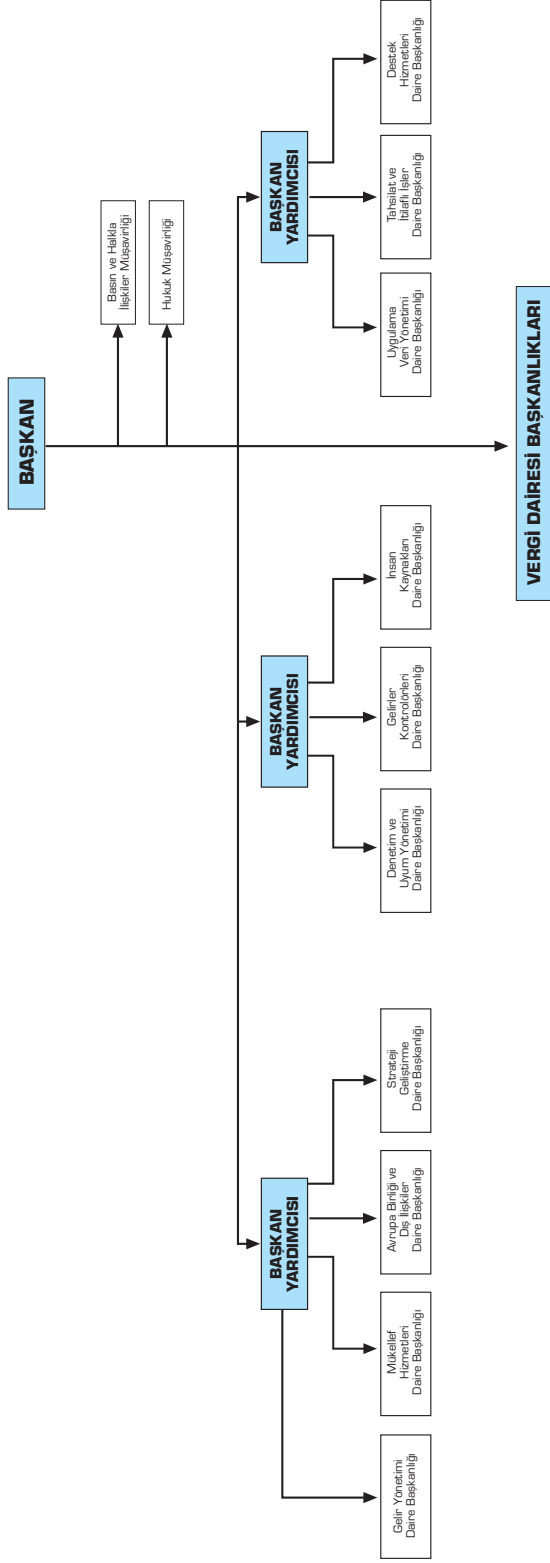 BAŞKAN
Basın ve Halkla
İlişkiler Müşavirliği
Hukuk Müşavirliği
BAŞKAN
YARDIMCISI
BAŞKAN
YARDIMCISI
BAŞKAN
YARDIMCISI
Gelir Yönetimi
Daire Başkanlığı
Mükellef
Hizmetleri
Daire Başkanlığı
Avrupa Birliği ve
Dış İlişkiler
Daire Başkanlığı
Strateji
Geliştirme
Daire Başkanlığı
Denetim ve
Uyum Yönetimi
Daire Başkanlığı
Gelirler
Kontrolörleri
Daire Başkanlığı
İnsan
Kaynakları
Daire Başkanlığı
Uygulama
Veri Yönetimi
Daire Başkanlığı
Tahsilat ve
İtilaflı İşler
Daire Başkanlığı
Destek
Hizmetleri
Daire Başkanlığı
VERGİ DAİRESİ BAŞKANLIKLARI